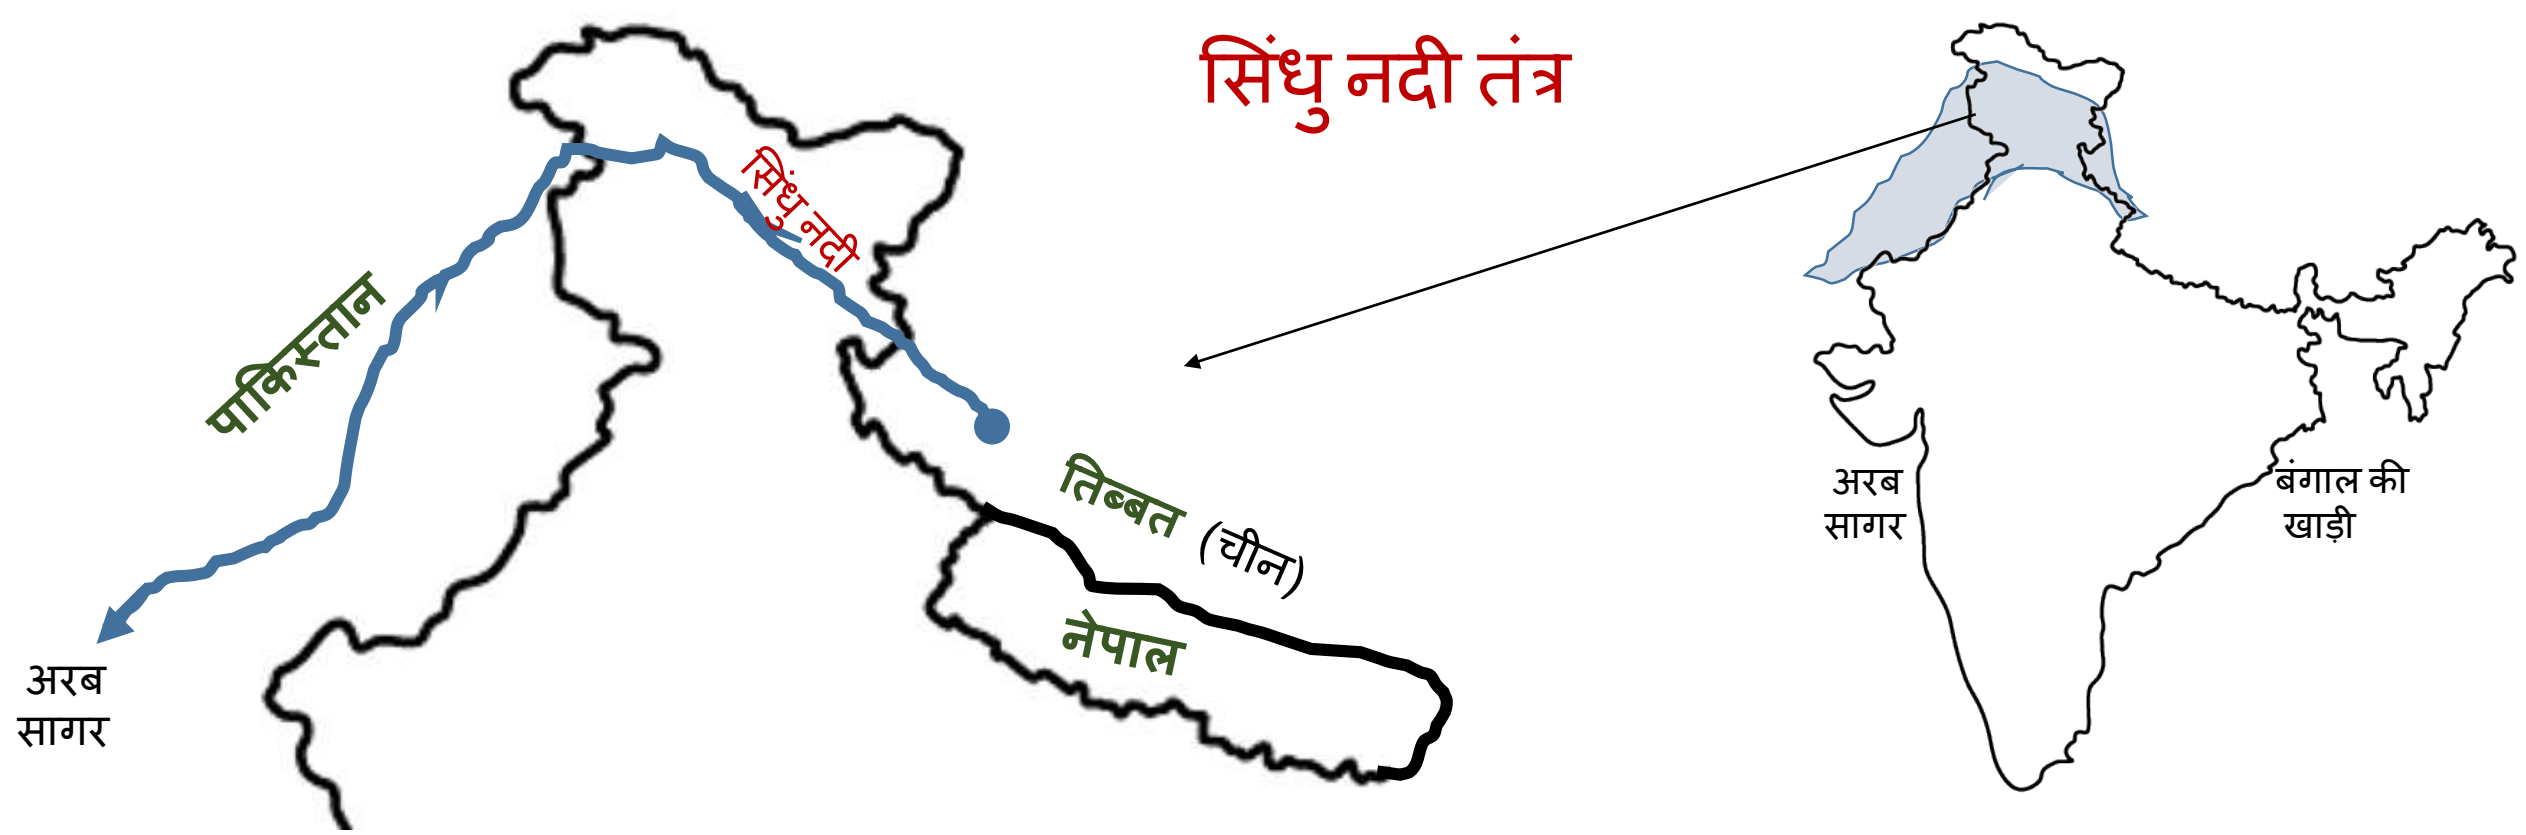 सिंधु नदी तंत्र
सिंधु नदी
पाकिस्तान
तिब्बत (चीन)
नेपाल
अरब
सागर
अरब
सागर
बंगाल की
खाड़ी